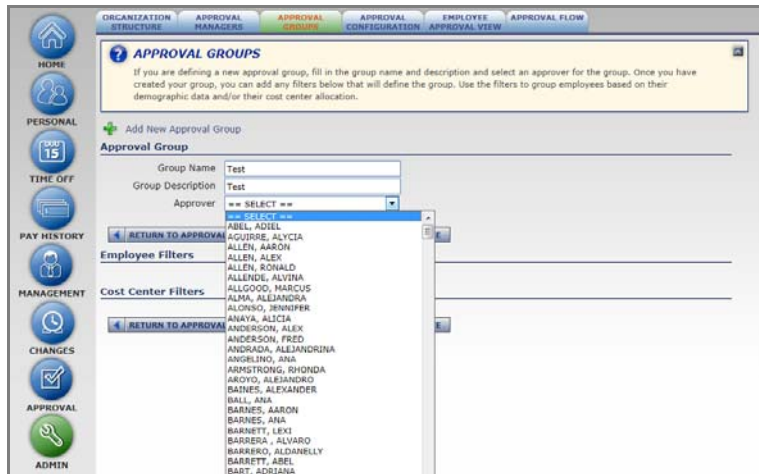 ORGANIZATION STRUCTURE
APPROVAL MANAGERS
APPROVAL GROUPS
APPROVAL CONFIGURATION
EMPLOYEE APPROVAL VIEW
APPROVAL FLOW
HOME
PERSONAL
15
TIME OFF
PAY HISTORY
MANAGEMENT
CHANGES
APPROVAL
ADMIN
? APPROVAL GROUPS
If you are defining a new approval group, fill in the group name and description and select an approver for the group. Once you have
created your group, you can add any filters below that will define the group. Use the filters to group employees based on their
demographic data and/or their cost center allocation.
Add New Approval Group
Approval Group
Group Name Test
Group Description Test
Approver == SELECT ==
== SELECT ==
ABEL, ADIEL
AGUIRRE, ALYCIA
ALLEN, AARON
ALLEN, ALEX
ALLEN, RONALD
ALLENDE, ALVINA
ALLGOOD, MARCUS
ALMA, ALEJANDRA
ALONSO, JENNIFER
ANAYA, ALICIA
ANDERSON, ALEX
ANDERSON, FRED
ANDRADA, ALEJANDRINA
ANGELINO, ANA
ARMSTRONG, RHONDA
AROYO, ALEJANDRO
BAINES, ALEXANDER
BALL, ANA
BARNES, AARON
BARNES, ANA
BARNETT, LEXI
BARRERA , ALVARO
BARRERO, ALDANELLY
BARRETT, ABEL
BART, ADRIANA
RETURN TO APPROVAL
E
Employee Filters
Cost Center Filters
RETURN TO APPROVAL
E